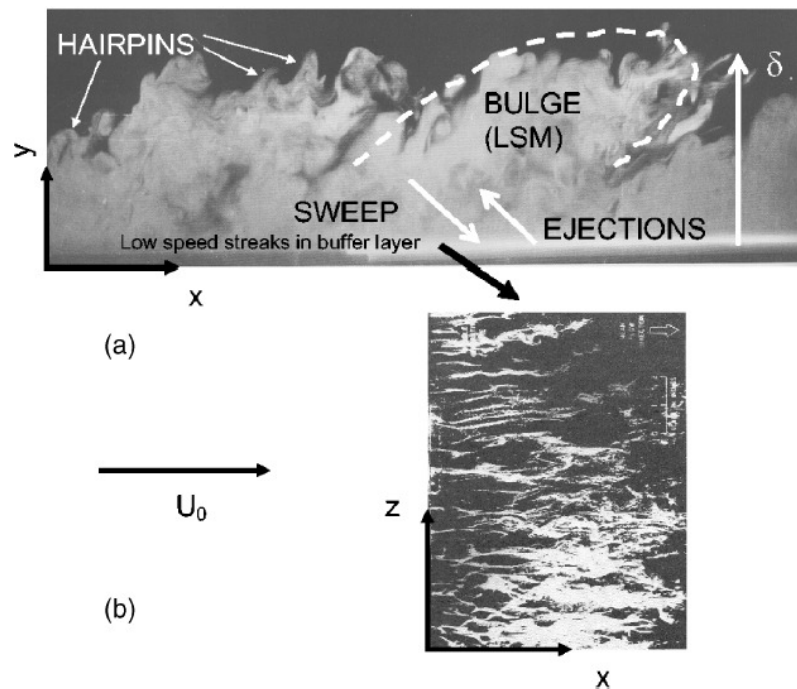 HAIRPINS
δ
BULGE
(LSM)
y
SWEEP
EJECTIONS
Low speed streaks in buffer layer
x
(a)
U₀
z
(b)
x